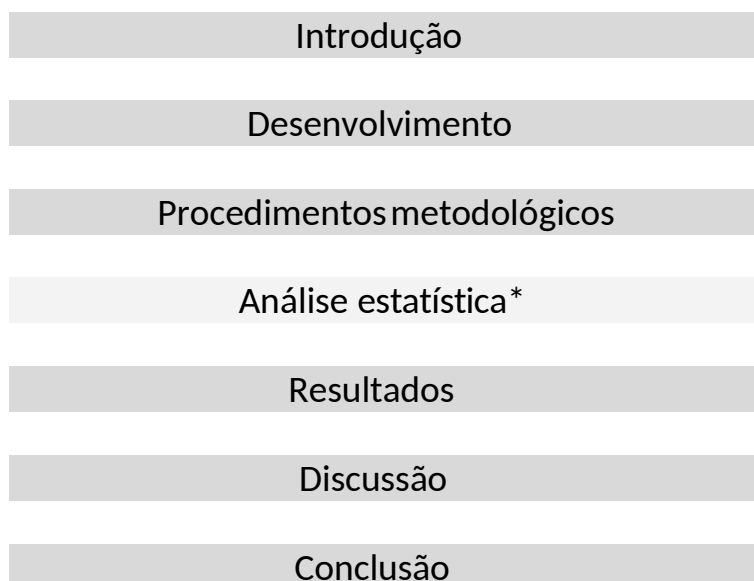 Introdução
Desenvolvimento
Procedimentos metodológicos
Análise estatística*
Resultados
Discussão
Conclusão